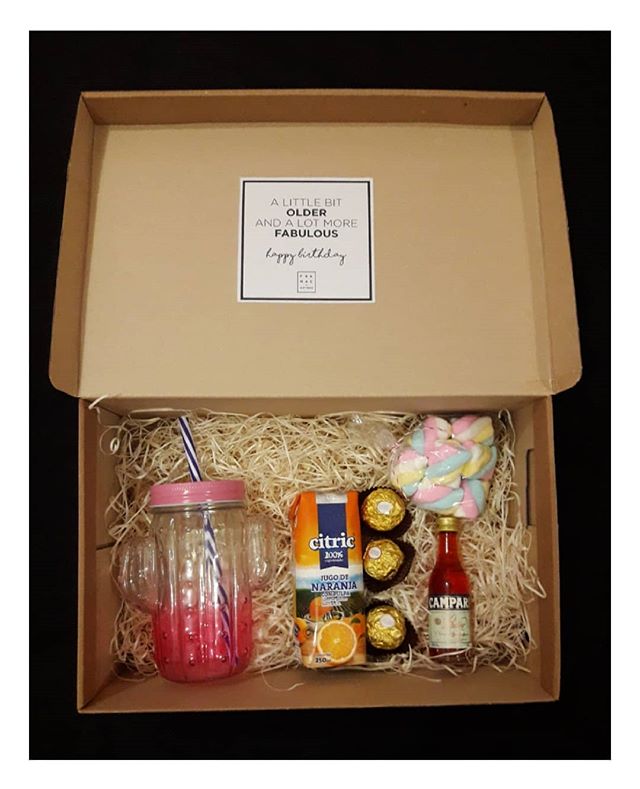 A LITTLE BIT
OLDER
AND A LOT MORE
FABULOUS
happy birthday
citric
100%
JUGO DE
NARANJA
CON PULPA
CAMPARI